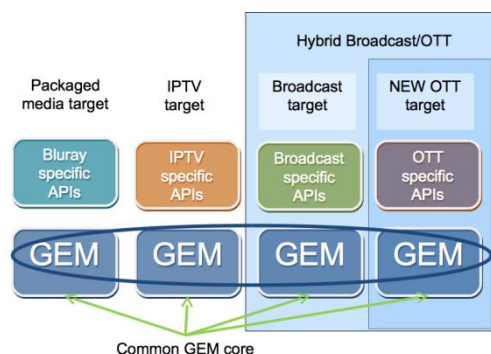 Hybrid Broadcast/OTT
Packaged
media target
IPTV
target
Broadcast
target
NEW OTT
target
Bluray
specific
APIs
IPTV
specific
APIs
Broadcast
specific
APIs
OTT
specific
APIs
GEM
GEM
GEM
GEM
Common GEM core